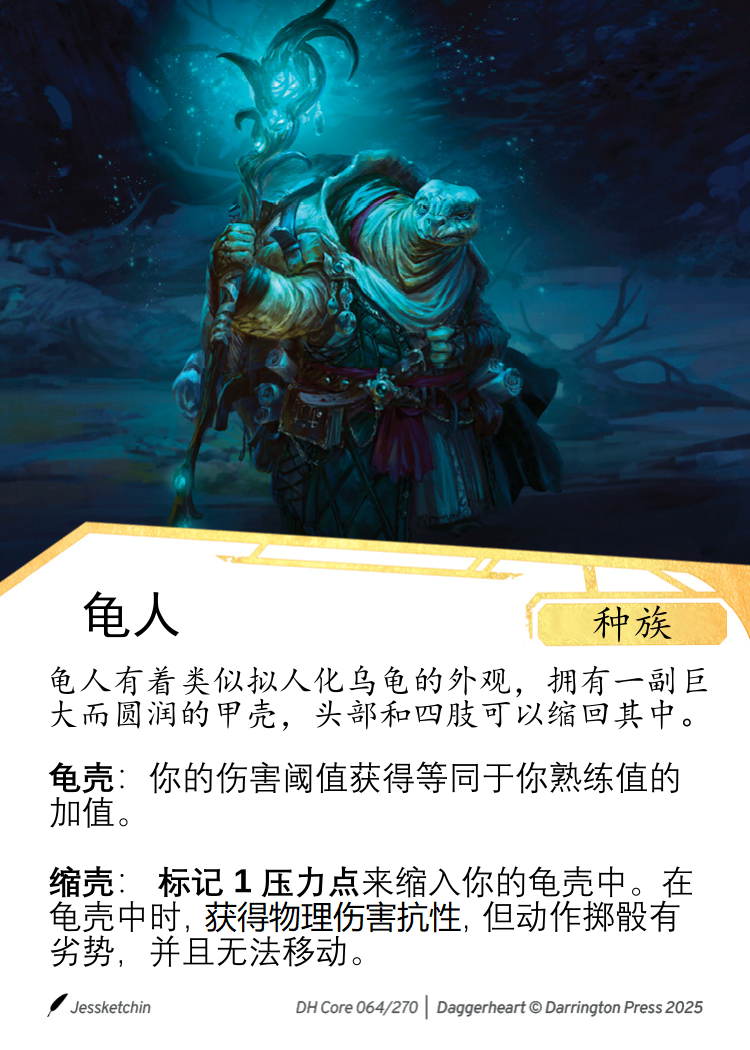 龟人
种族
龟人有着类似拟人化乌龟的外观，拥有一副巨
大而圆润的甲壳，头部和四肢可以缩回其中。
龟壳：你的伤害阈值获得等同于你熟练值的
加值。
缩壳： 标记 1 压力点来缩入你的龟壳中。在
龟壳中时, 获得物理伤害抗性, 但动作掷骰有
劣势，并且无法移动。
Jessketchin
DH Core 064/270 | Daggerheart © Darrington Press 2025